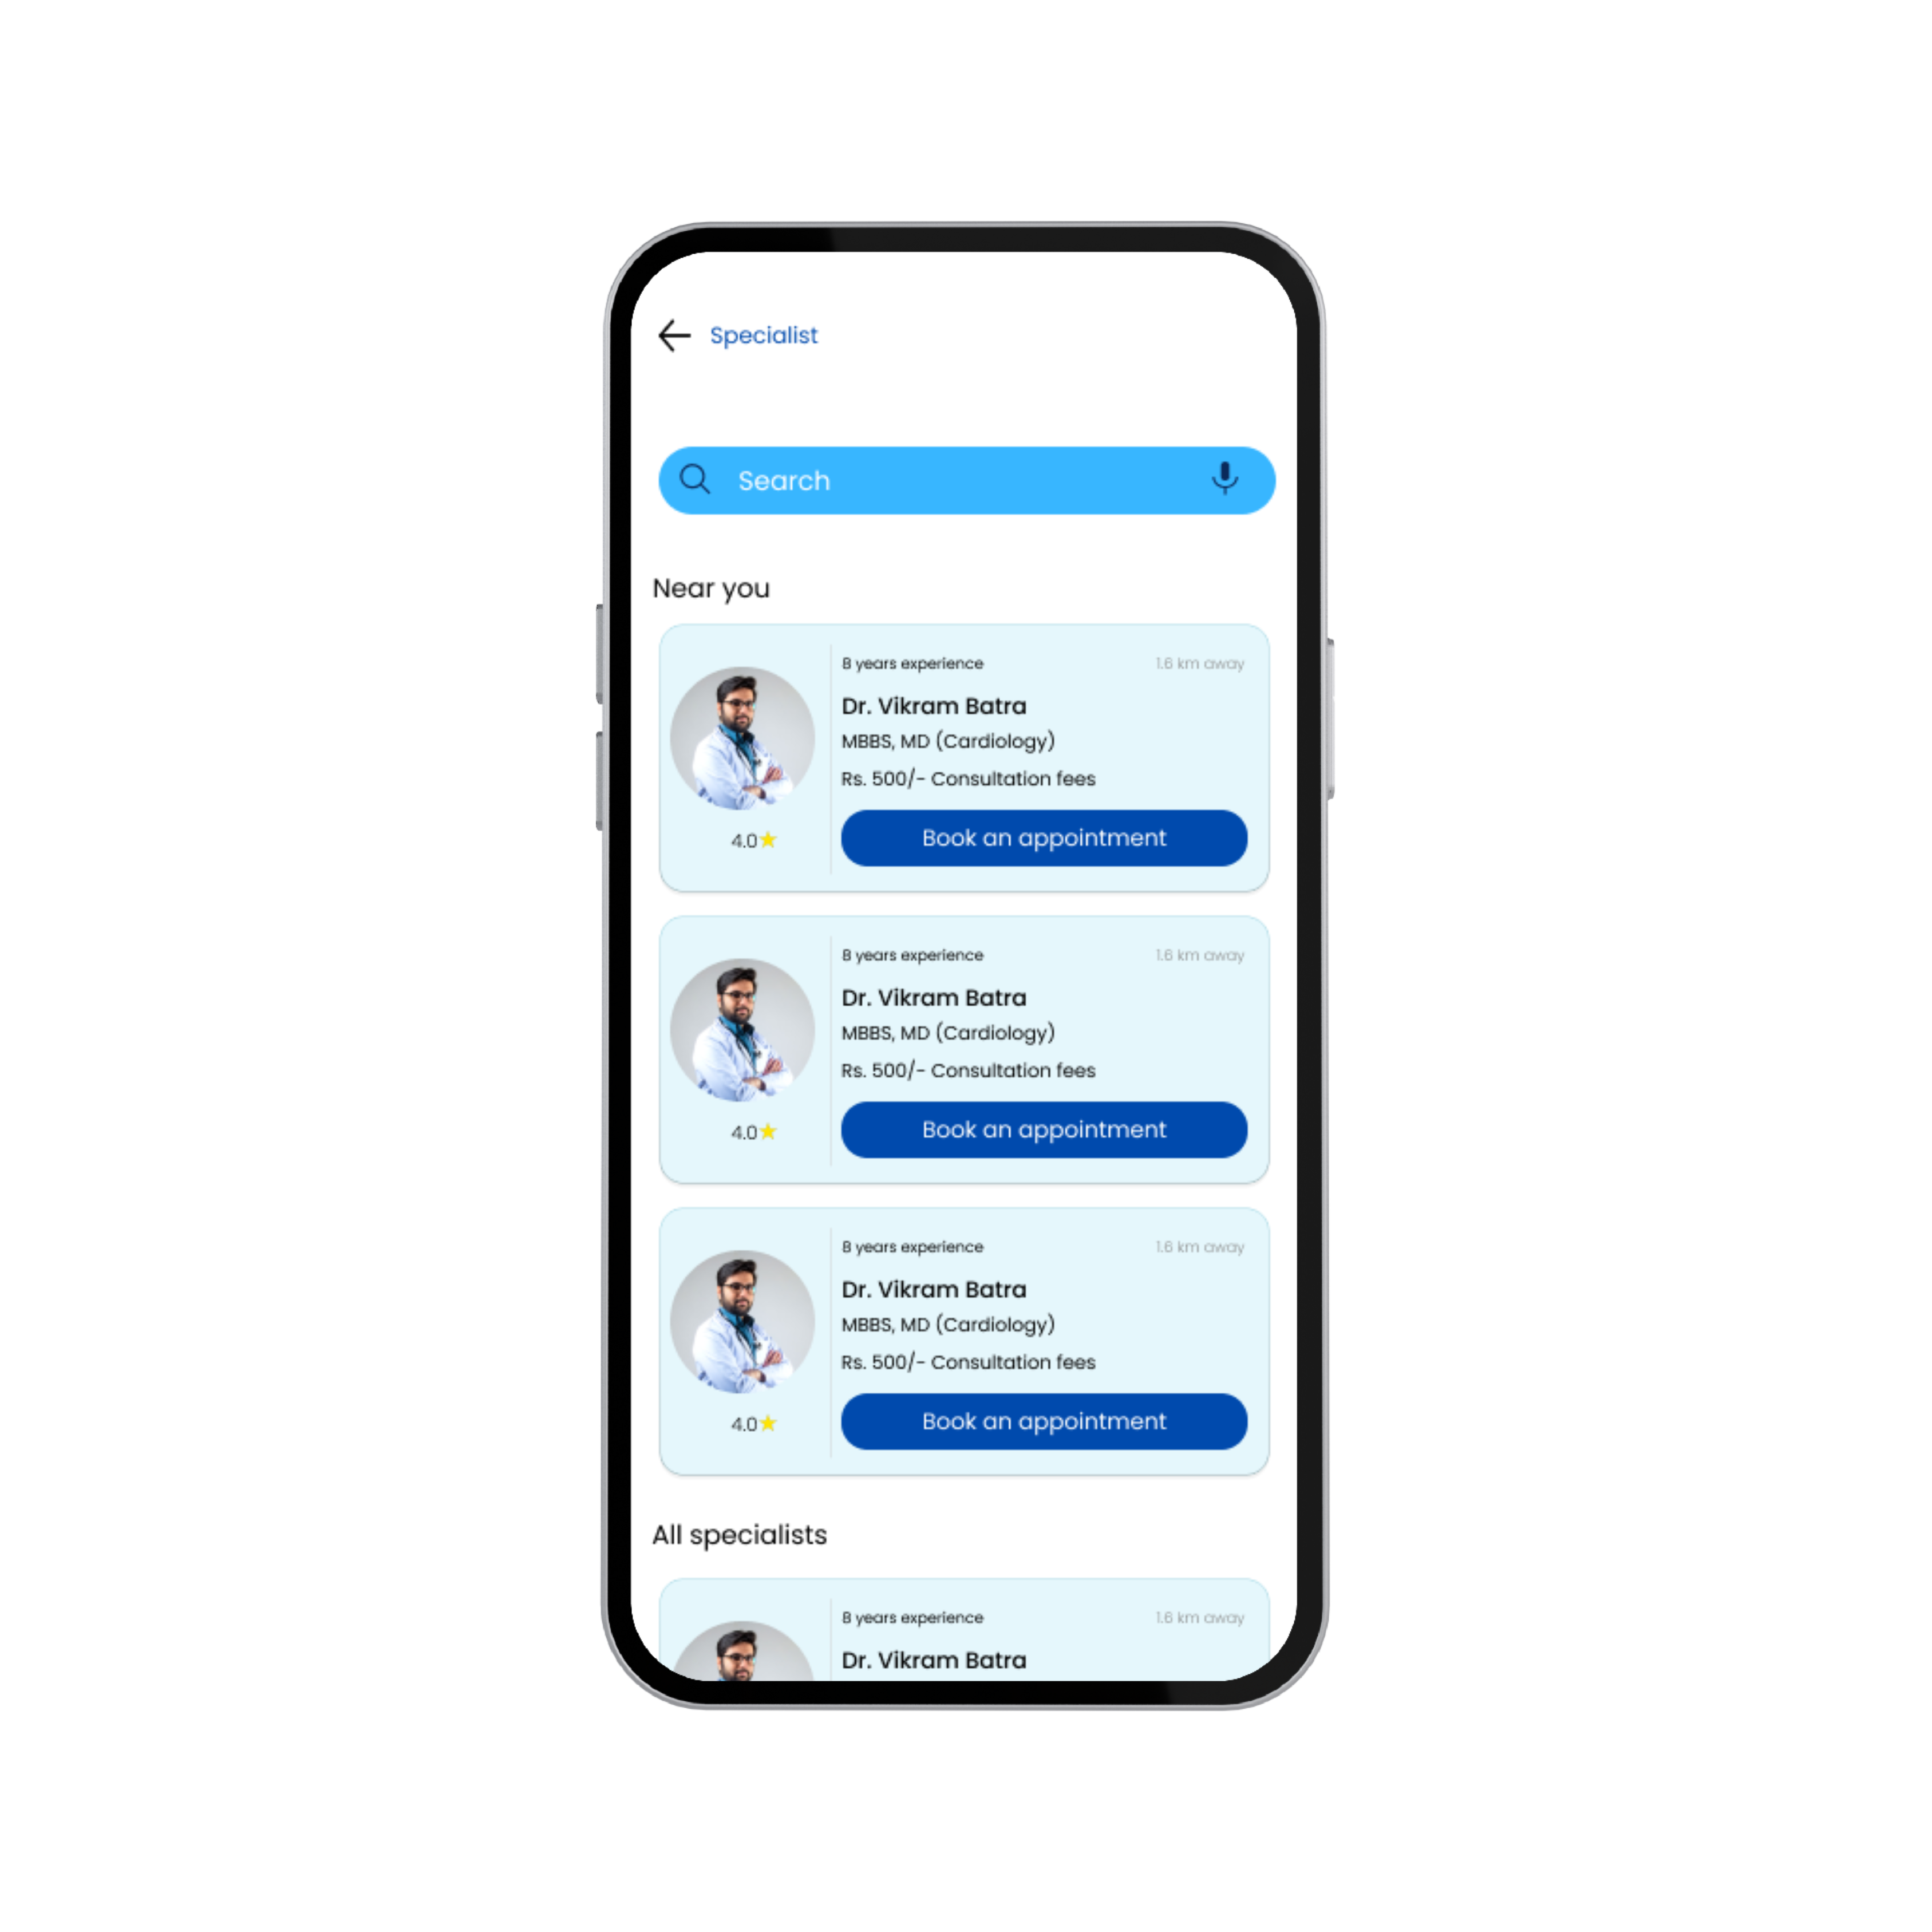 Specialist
Search
Near you
8 years experience 1.6 km away
Dr. Vikram Batra
MBBS, MD (Cardiology)
Rs. 500/- Consultation fees
4.0 Book an appointment
8 years experience 1.6 km away
Dr. Vikram Batra
MBBS, MD (Cardiology)
Rs. 500/- Consultation fees
4.0 Book an appointment
8 years experience 1.6 km away
Dr. Vikram Batra
MBBS, MD (Cardiology)
Rs. 500/- Consultation fees
4.0 Book an appointment
All specialists
8 years experience 1.6 km away
Dr. Vikram Batra